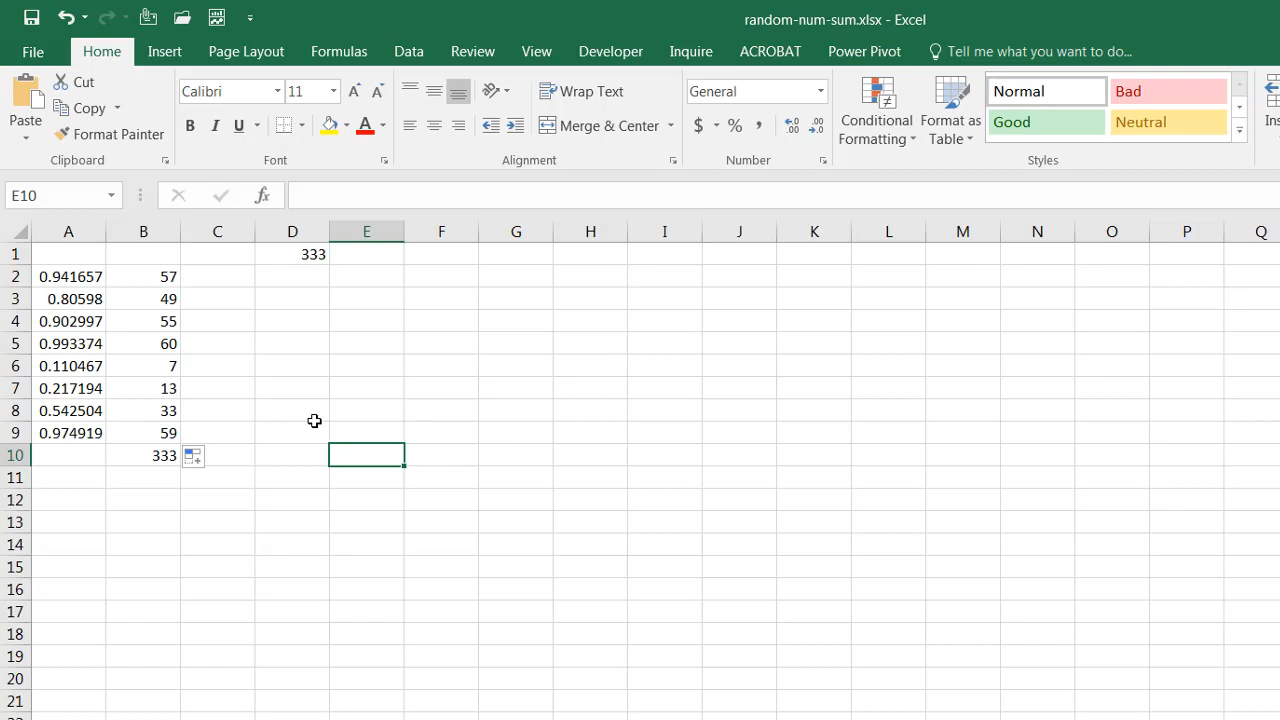 random-num-sum.xlsx - Excel
File Home Insert Page Layout Formulas Data Review View Developer Inquire ACROBAT Power Pivot Tell me what you want to do...
Paste
Cut
Copy
Format Painter
Calibri 11
A A
B I U A
Wrap Text
Merge & Center
General
$ % ,
Conditional Formatting
Format as Table
Normal Bad
Good Neutral
Clipboard Font Alignment Number Styles
E10 fx
A B C D E F G H I J K L M N O P Q
1 333
2 0.941657 57
3 0.80598 49
4 0.902997 55
5 0.993374 60
6 0.110467 7
7 0.217194 13
8 0.542504 33
9 0.974919 59
10 333
11
12
13
14
15
16
17
18
19
20
21